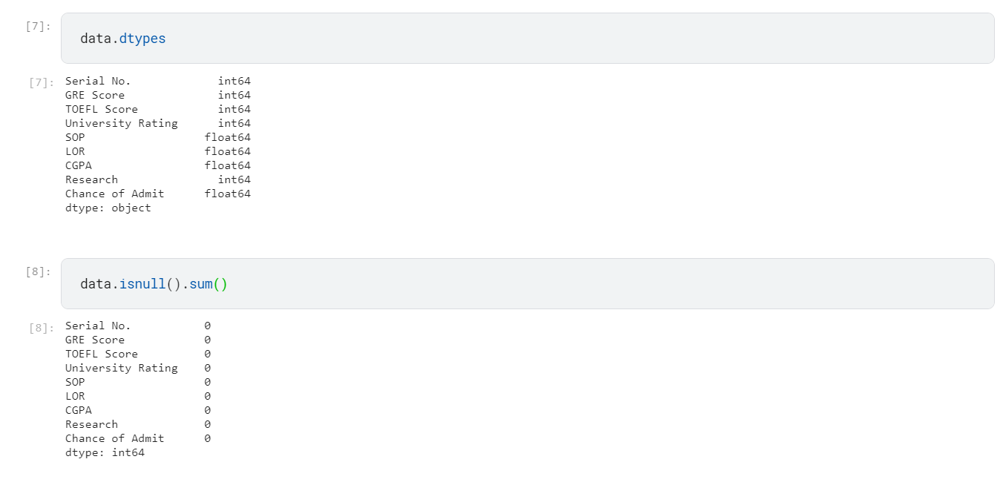 [7]:
data.dtypes
[7]:
Serial No. int64
GRE Score int64
TOEFL Score int64
University Rating int64
SOP float64
LOR float64
CGPA float64
Research int64
Chance of Admit float64
dtype: object
[8]:
data.isnull().sum()
[8]:
Serial No. 0
GRE Score 0
TOEFL Score 0
University Rating 0
SOP 0
LOR 0
CGPA 0
Research 0
Chance of Admit 0
dtype: int64